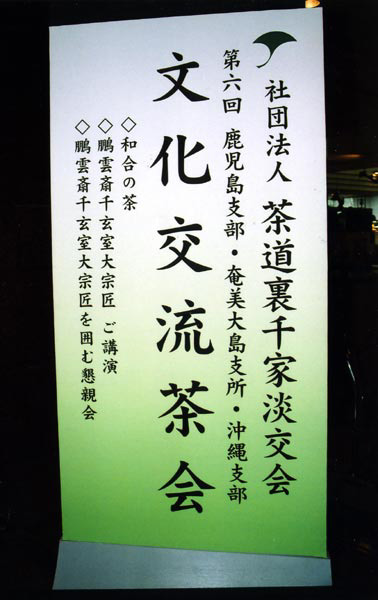 社団法人 茶道裏千家淡交会
第六回 鹿児島支部・奄美大島支所・沖縄支部
文化交流茶会
◇和合の茶
◇鵬雲斎千玄室大宗匠 ご講演
◇鵬雲斎千玄室大宗匠を囲む懇親会